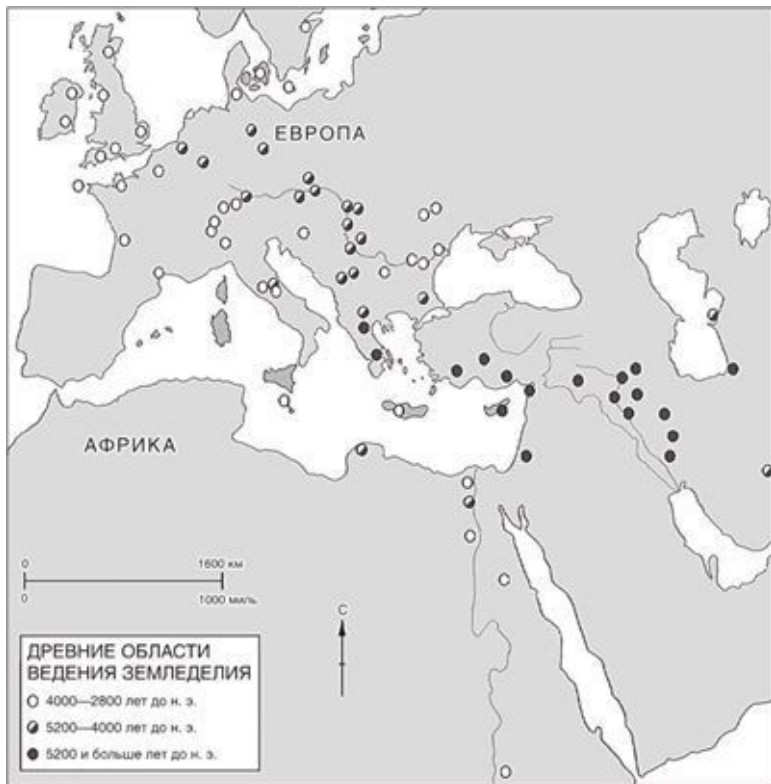 ЕВРОПА
АФРИКА
0 1600 км
0 1000 миль
С
ДРЕВНИЕ ОБЛАСТИ
ВЕДЕНИЯ ЗЕМЛЕДЕЛИЯ
4000—2800 лет до н. э.
5200—4000 лет до н. э.
5200 и больше лет до н. э.